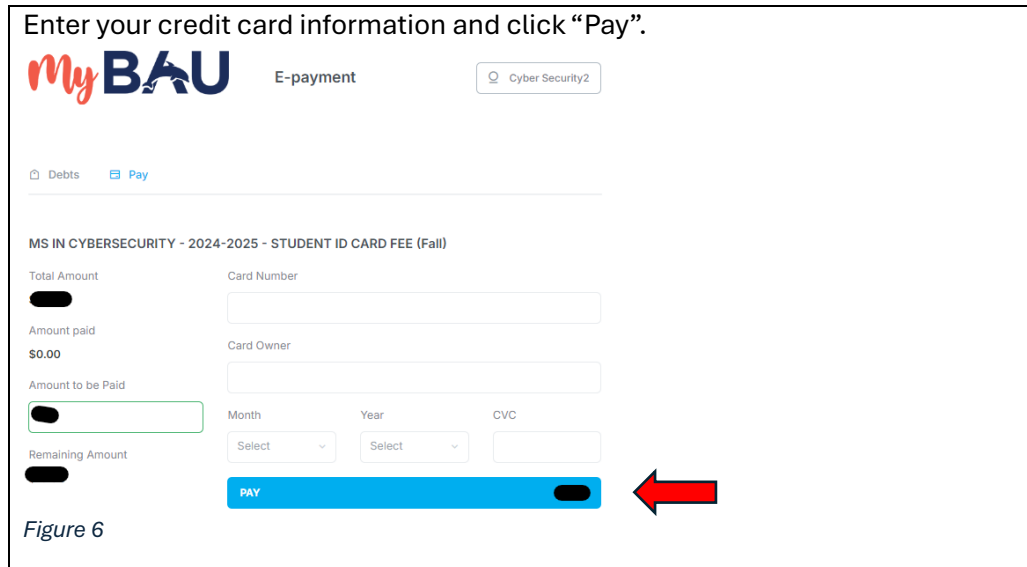 Enter your credit card information and click “Pay”.
My BAU
E-payment
Cyber Security2
Debts
Pay
MS IN CYBERSECURITY - 2024-2025 - STUDENT ID CARD FEE (Fall)
Total Amount
Card Number
Amount paid
$0.00
Card Owner
Amount to be Paid
Month
Year
CVC
Select
Select
Remaining Amount
PAY
Figure 6